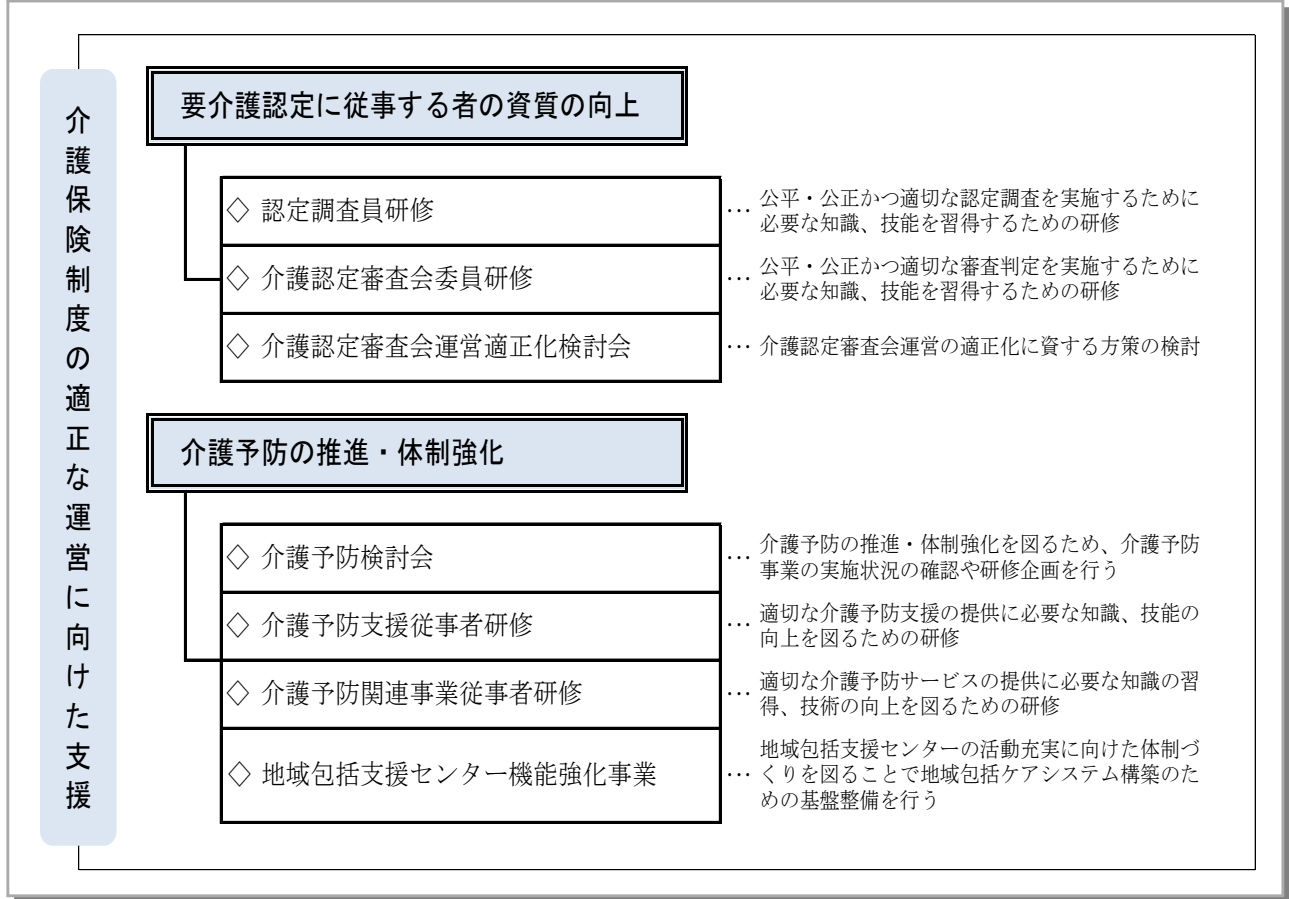 介護保険制度の適正な運営に向けた支援
要介護認定に従事する者の資質の向上
◇ 認定調査員研修
… 公平・公正かつ適切な認定調査を実施するために
必要な知識、技能を習得するための研修
◇ 介護認定審査会委員研修
… 公平・公正かつ適切な審査判定を実施するために
必要な知識、技能を習得するための研修
◇ 介護認定審査会運営適正化検討会
… 介護認定審査会運営の適正化に資する方策の検討
介護予防の推進・体制強化
◇ 介護予防検討会
… 介護予防の推進・体制強化を図るため、介護予防
事業の実施状況の確認や研修企画を行う
◇ 介護予防支援従事者研修
… 適切な介護予防支援の提供に必要な知識、技能の
向上を図るための研修
◇ 介護予防関連事業従事者研修
… 適切な介護予防サービスの提供に必要な知識の習
得、技術の向上を図るための研修
◇ 地域包括支援センター機能強化事業
地域包括支援センターの活動充実に向けた体制づ
… くりを図ることで地域包括ケアシステム構築のた
めの基盤整備を行う